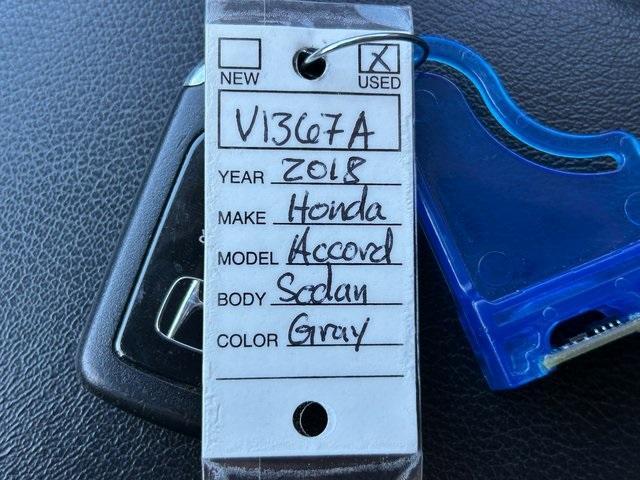 NEW X USED
V1367A
YEAR 2018
MAKE Honda
MODEL Accord
BODY Sedan
COLOR Gray